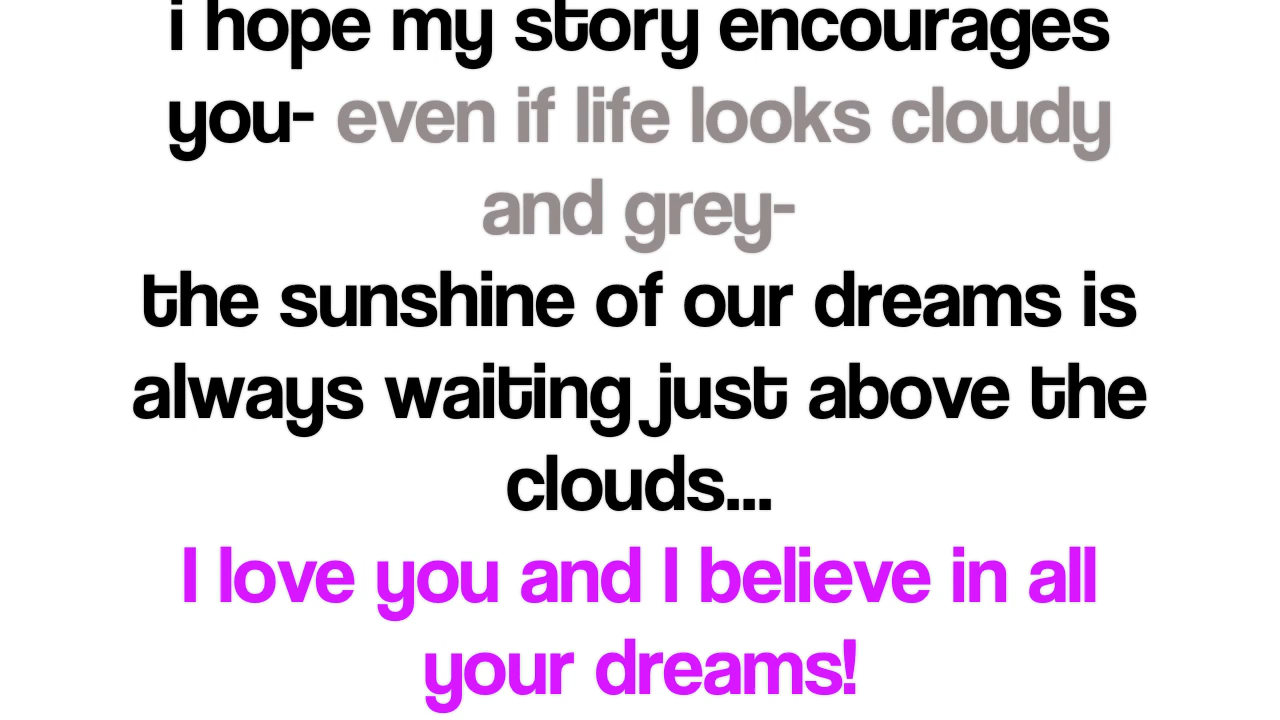 i hope my story encourages
you- even if life looks cloudy
and grey-
the sunshine of our dreams is
always waiting just above the
clouds...
I love you and I believe in all
your dreams!